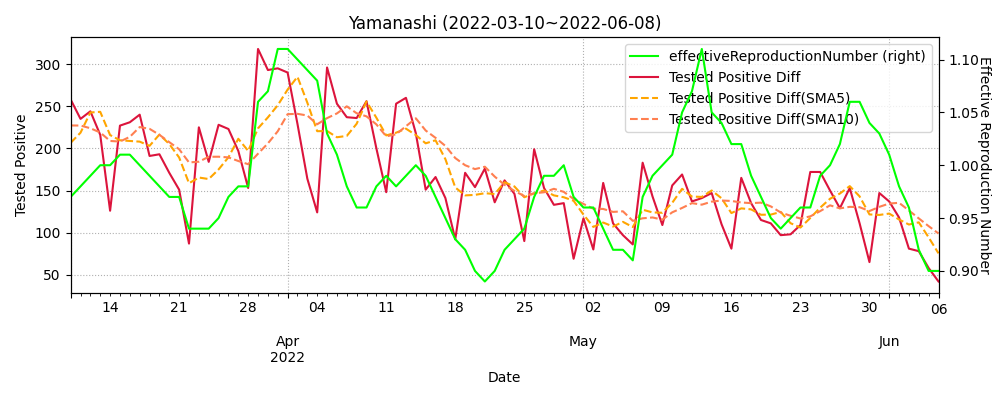 Yamanashi (2022-03-10~2022-06-08)
effectiveReproductionNumber (right)
Tested Positive Diff
Tested Positive Diff(SMA5)
Tested Positive Diff(SMA10)
Tested Positive
300
250
200
150
100
50
1.10
1.05
1.00
0.95
0.90
Effective Reproduction Number
14 21 28 04 11 18 25 02 09 16 23 30 06
Apr May Jun
2022
Date